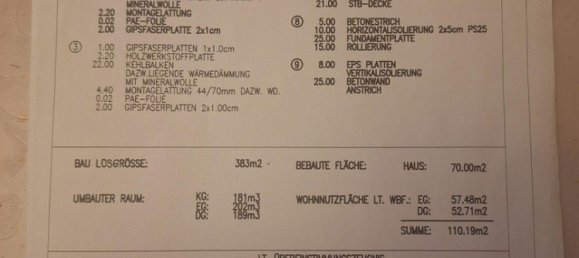 MINERALWOLLE
2.20 MONTAGELATTUNG
0.02 PAE-FOLIE
2.00 GIPSFASERPLATTEN 2x1cm
3 1.00 GIPSFASERPLATTEN 1x1.0cm
2.20 HOLZWERKSTOFFPLATTE
22.00 KEHLBALKEN
DAZW.LIEGENDE WÄRMEDÄMMUNG
MIT MINERALWOLLE
4.40 MONTAGELATTUNG 44/70mm DAZW. WD.
0.02 PAE-FOLIE
2.00 GIPSFASERPLATTEN 2x1.00cm
21.00 STB-DECKE
8 5.00 BETONESTRICH
10.00 HORIZONTALISOLIERUNG 2x5cm PS25
25.00 FUNDAMENTPLATTE
15.00 ROLLIERUNG
9 8.00 EPS PLATTEN
VERTIKALISOLIERUNG
25.00 BETONWAND
ANSTRICH
BAU LOSGRÖSSE: 383m2
BEBAUTE FLÄCHE: HAUS: 70.00m2
UMBAUTER RAUM: KG: 181m3
EG: 202m3
DG: 189m3
WOHNNUTZFLÄCHE LT. WBF.: EG: 57.48m2
DG: 52.71m2
SUMME: 110.19m2
LT. ÜBEREINSTIMMUNGSZEUGNIS